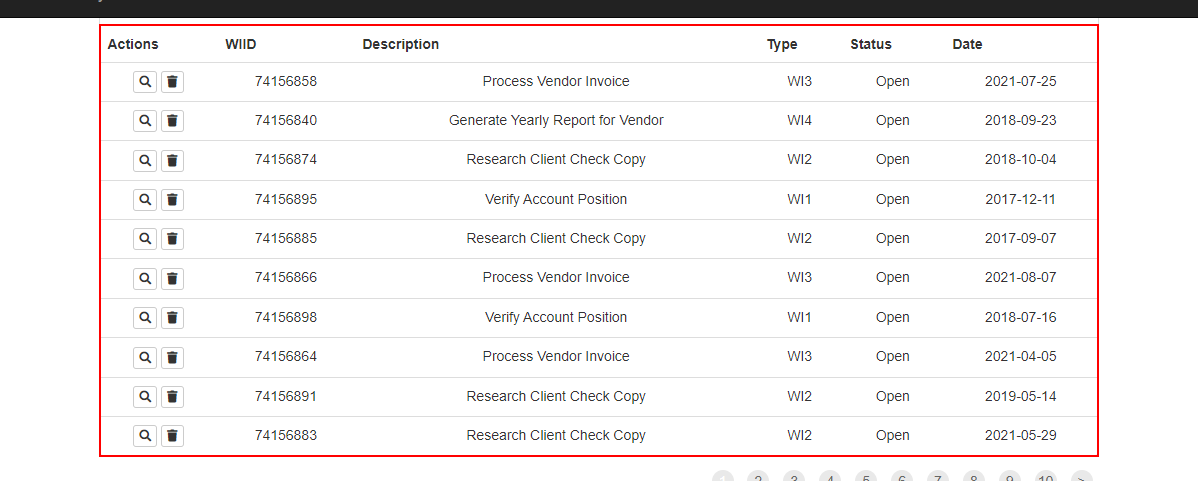 Actions WIID Description Type Status Date
74156858 Process Vendor Invoice WI3 Open 2021-07-25
74156840 Generate Yearly Report for Vendor WI4 Open 2018-09-23
74156874 Research Client Check Copy WI2 Open 2018-10-04
74156895 Verify Account Position WI1 Open 2017-12-11
74156885 Research Client Check Copy WI2 Open 2017-09-07
74156866 Process Vendor Invoice WI3 Open 2021-08-07
74156898 Verify Account Position WI1 Open 2018-07-16
74156864 Process Vendor Invoice WI3 Open 2021-04-05
74156891 Research Client Check Copy WI2 Open 2019-05-14
74156883 Research Client Check Copy WI2 Open 2021-05-29
1 2 3 4 5 6 7 8 9 10 >